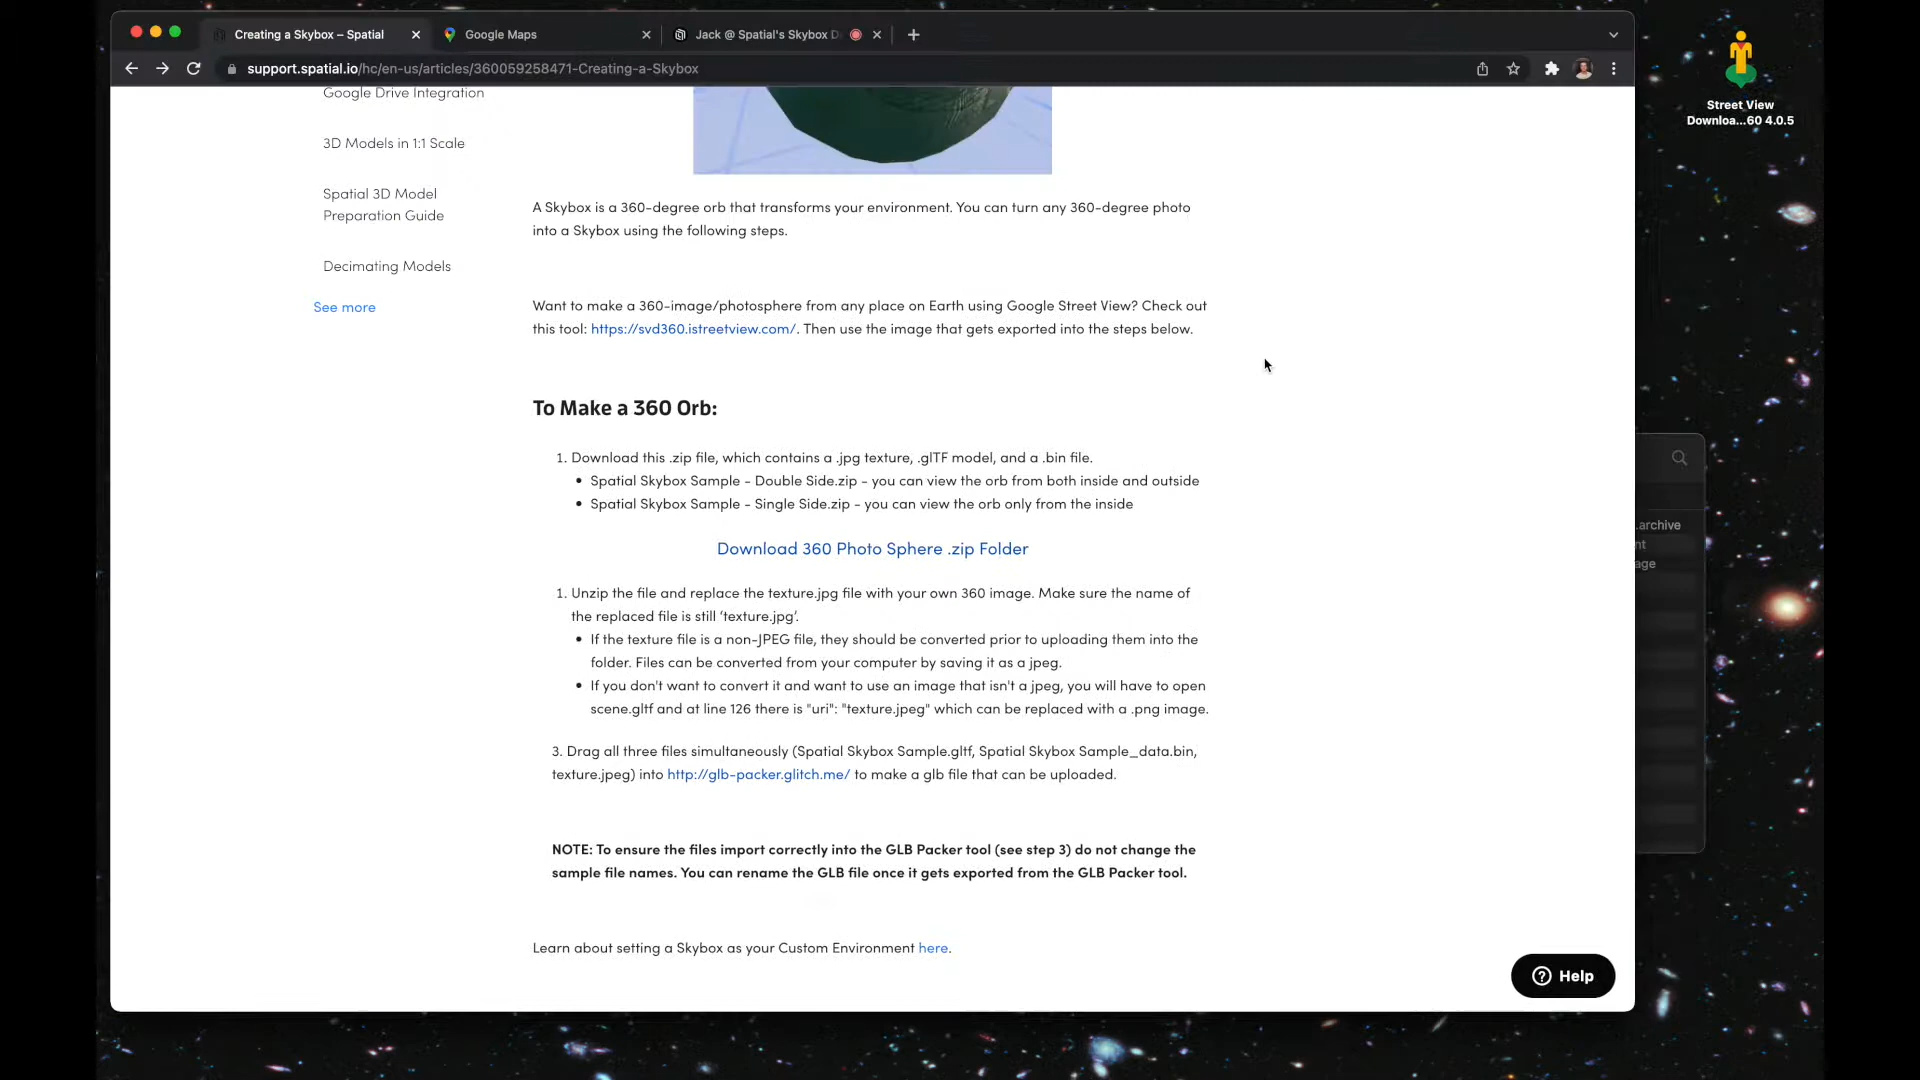 Creating a Skybox – Spatial
Google Maps
Jack @ Spatial's Skybox D
support.spatial.io/hc/en-us/articles/360059258471-Creating-a-Skybox
Street View
Downloa...60 4.0.5
Google Drive Integration
3D Models in 1:1 Scale
Spatial 3D Model
Preparation Guide
Decimating Models
See more
A Skybox is a 360-degree orb that transforms your environment. You can turn any 360-degree photo
into a Skybox using the following steps.
Want to make a 360-image/photosphere from any place on Earth using Google Street View? Check out
this tool: https://svd360.istreetview.com/. Then use the image that gets exported into the steps below.
To Make a 360 Orb:
1. Download this .zip file, which contains a .jpg texture, .glTF model, and a .bin file.
• Spatial Skybox Sample - Double Side.zip - you can view the orb from both inside and outside
• Spatial Skybox Sample - Single Side.zip - you can view the orb only from the inside
Download 360 Photo Sphere .zip Folder
1. Unzip the file and replace the texture.jpg file with your own 360 image. Make sure the name of
the replaced file is still ‘texture.jpg’.
• If the texture file is a non-JPEG file, they should be converted prior to uploading them into the
folder. Files can be converted from your computer by saving it as a jpeg.
• If you don't want to convert it and want to use an image that isn't a jpeg, you will have to open
scene.gltf and at line 126 there is "uri": "texture.jpeg" which can be replaced with a .png image.
3. Drag all three files simultaneously (Spatial Skybox Sample.gltf, Spatial Skybox Sample_data.bin,
texture.jpeg) into http://glb-packer.glitch.me/ to make a glb file that can be uploaded.
NOTE: To ensure the files import correctly into the GLB Packer tool (see step 3) do not change the
sample file names. You can rename the GLB file once it gets exported from the GLB Packer tool.
Learn about setting a Skybox as your Custom Environment here.
Help
.archive
nt
age